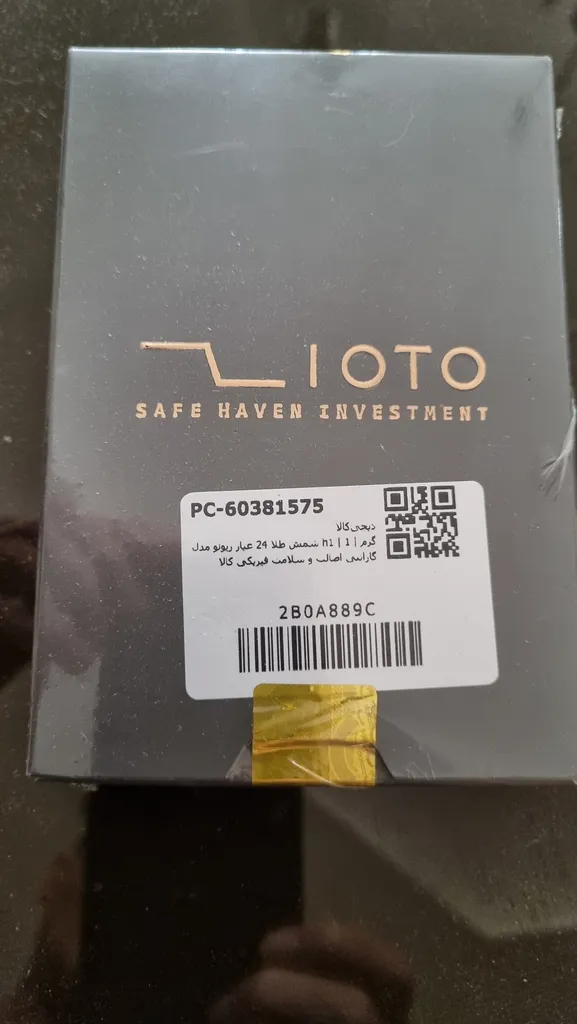 IOTO
SAFE HAVEN INVESTMENT
PC-60381575
دیجی‌کالا
شمش طلا 24 عیار ریوتو مدل h1 | 1 گرم |
گارانتی اصالت و سلامت فیزیکی کالا
2B0A889C